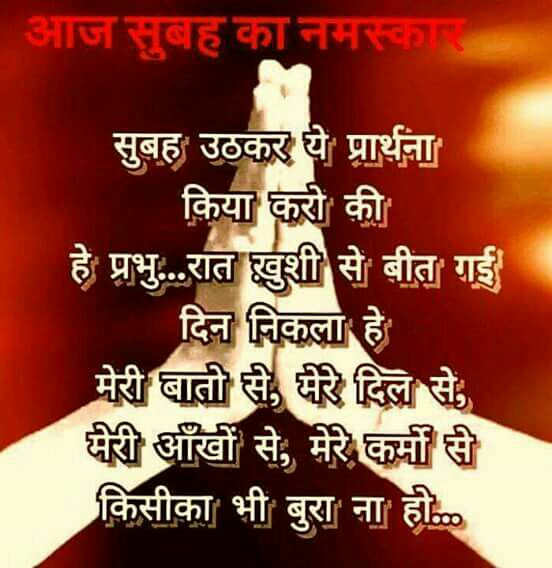 आज सुबह का नमस्कार
सुबह उठकर ये प्रार्थना
किया करो की
हे प्रभु...रात ख़ुशी से बीत गई
दिन निकला हे
मेरी बातो से, मेरे दिल से,
मेरी आँखों से, मेरे कर्मो से
किसीका भी बुरा ना हो...